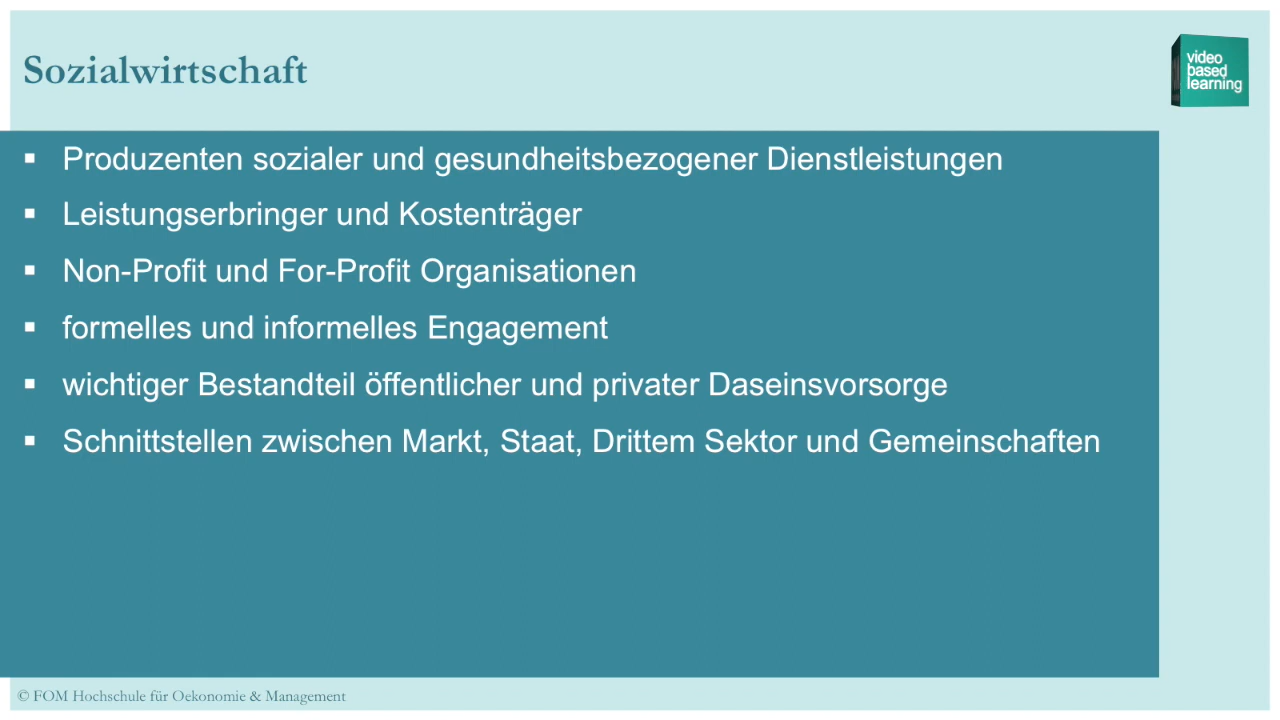 Sozialwirtschaft
video
based
learning
▪ Produzenten sozialer und gesundheitsbezogener Dienstleistungen
▪ Leistungserbringer und Kostenträger
▪ Non-Profit und For-Profit Organisationen
▪ formelles und informelles Engagement
▪ wichtiger Bestandteil öffentlicher und privater Daseinsvorsorge
▪ Schnittstellen zwischen Markt, Staat, Drittem Sektor und Gemeinschaften
© FOM Hochschule für Oekonomie & Management